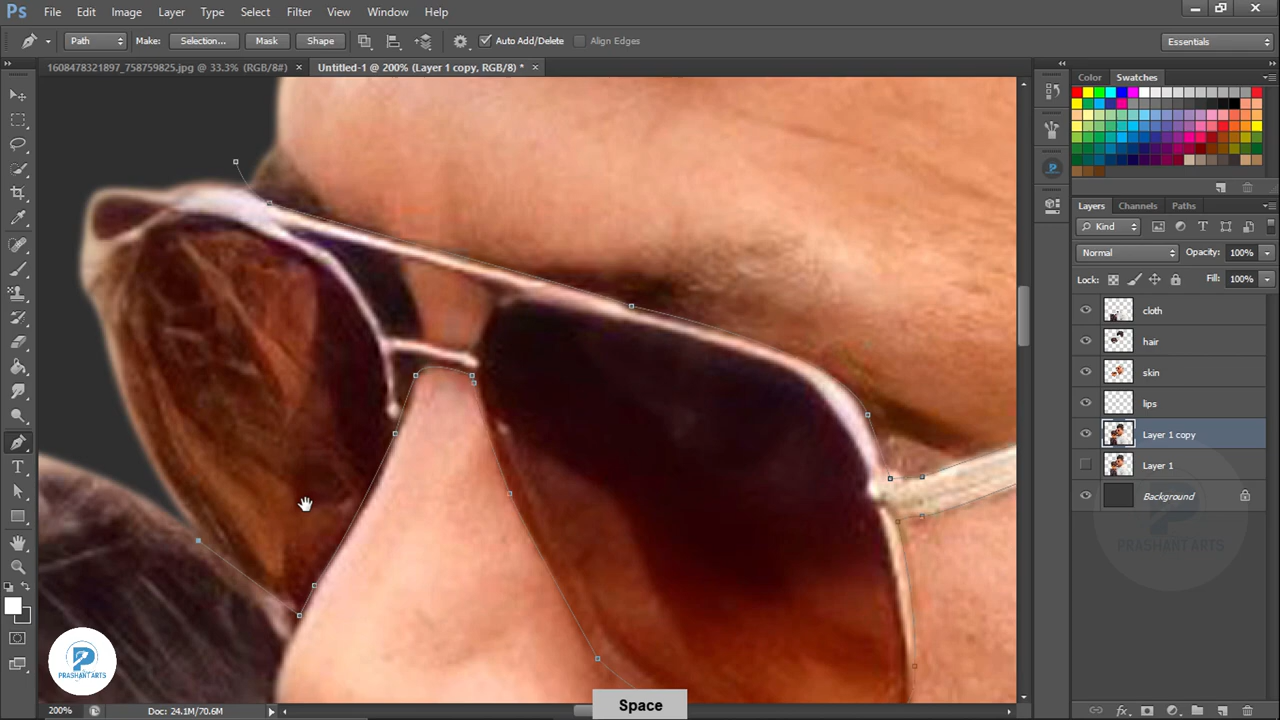 Ps File Edit Image Layer Type Select Filter View Window Help
Path Make: Selection... Mask Shape Auto Add/Delete Align Edges Essentials
1608478321897_758759825.jpg @ 33.3% (RGB/8#) × Untitled-1 @ 200% (Layer 1 copy, RGB/8) * ×
Color Swatches
Layers Channels Paths
Kind
Normal Opacity: 100%
Lock: Fill: 100%
cloth
hair
skin
lips
Layer 1 copy
Layer 1
Background
PRASHANT ARTS
PRASHANT ARTS
Space
200% Doc: 24.1M/70.6M